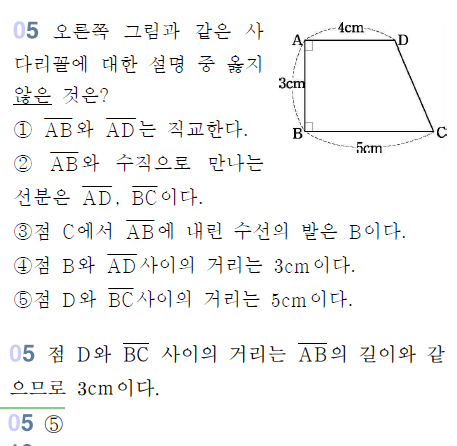 05 오른쪽 그림과 같은 사
다리꼴에 대한 설명 중 옳지
않은 것은?
4cm
A
D
3cm
B
C
5cm
① AB와 AD는 직교한다.
② AB와 수직으로 만나는
선분은 AD, BC이다.
③점 C에서 AB에 내린 수선의 발은 B이다.
④점 B와 AD사이의 거리는 3cm이다.
⑤점 D와 BC사이의 거리는 5cm이다.
05 점 D와 BC 사이의 거리는 AB의 길이와 같
으므로 3cm이다.
05 ⑤